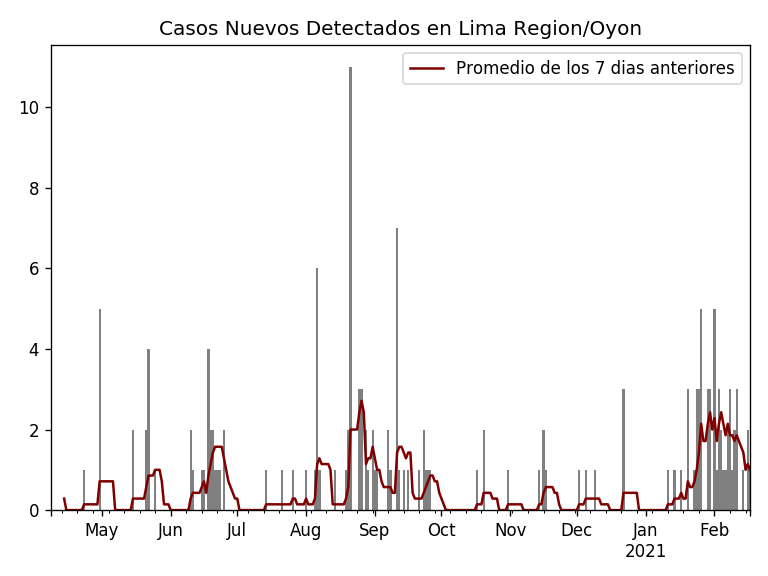 Casos Nuevos Detectados en Lima Region/Oyon
Promedio de los 7 dias anteriores
10
8
6
4
2
0
May Jun Jul Aug Sep Oct Nov Dec Jan Feb
2021